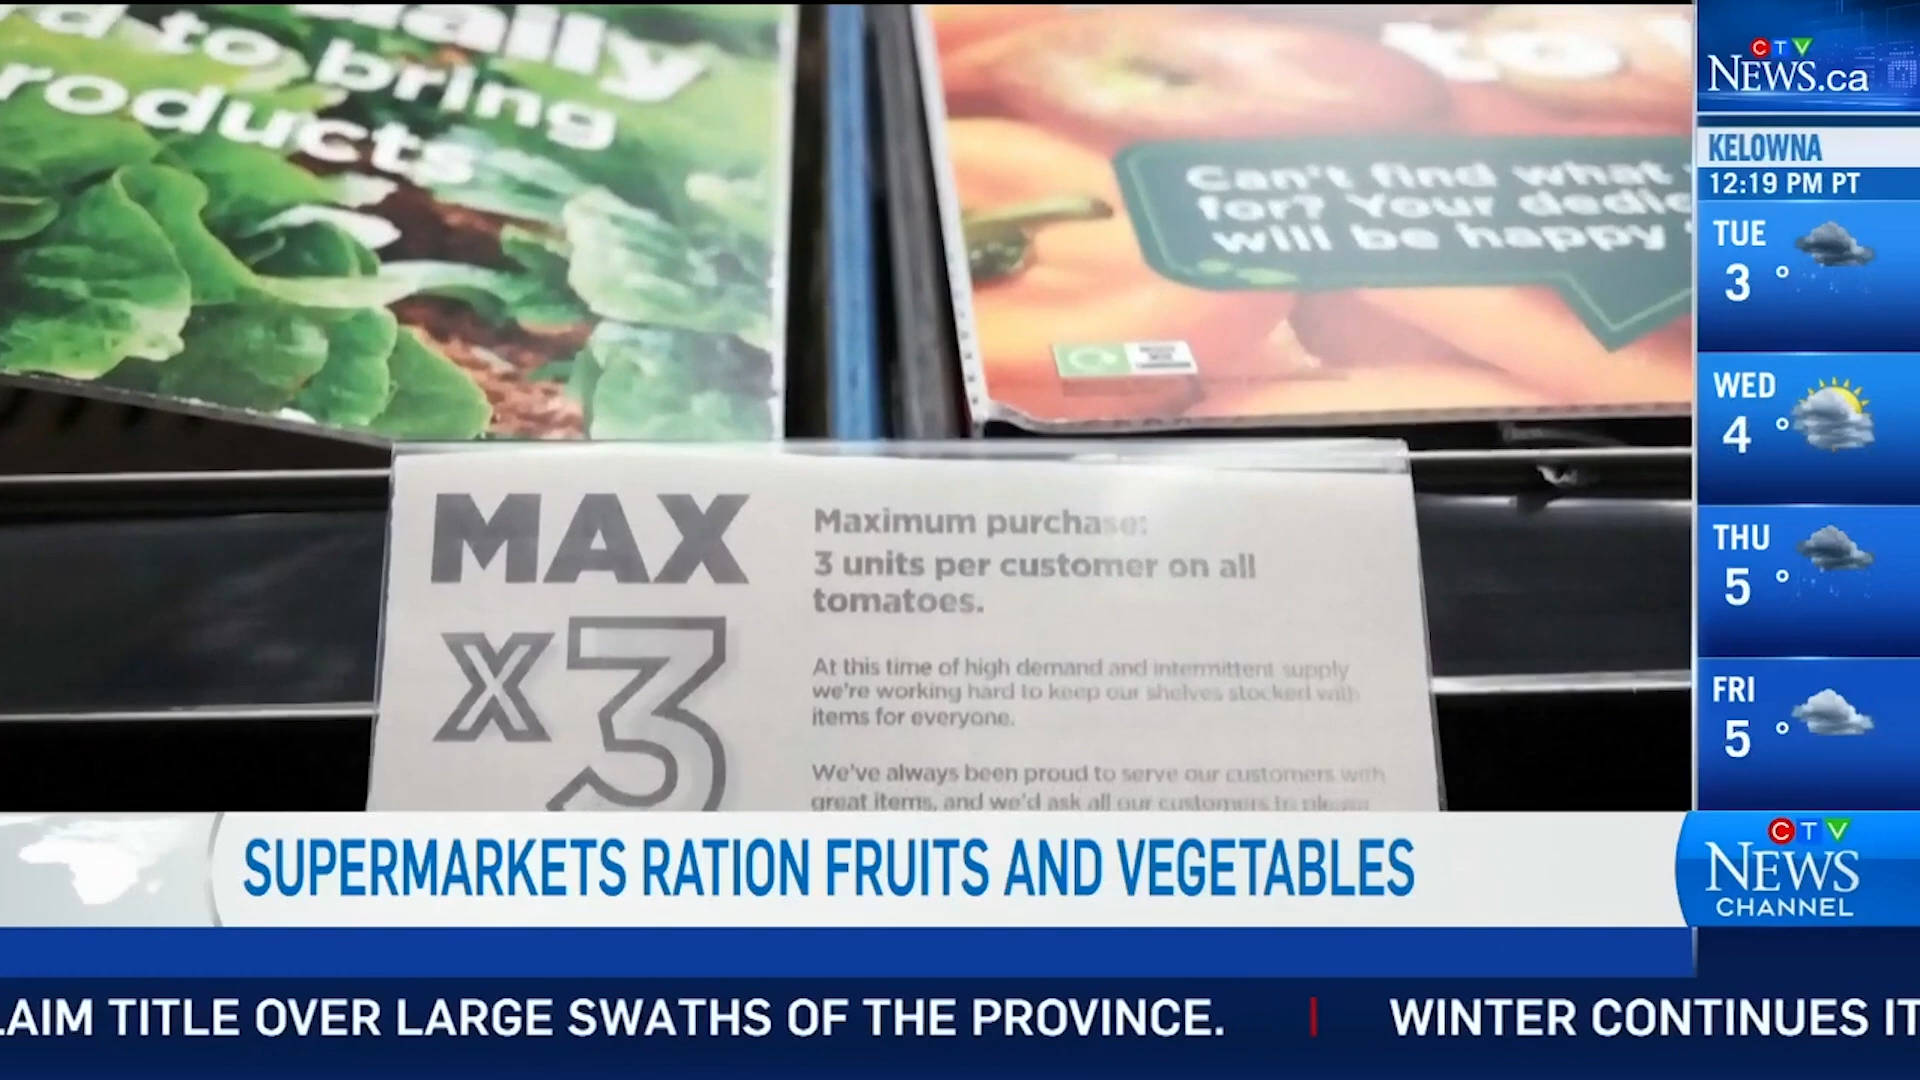 daily
d to bring
roducts
to
Can't find what
for? Your dedic
will be happy
MAX
x3
Maximum purchase:
3 units per customer on all
tomatoes.
At this time of high demand and intermittent supply
we're working hard to keep our shelves stocked with
items for everyone.
We've always been proud to serve our customers with
great items, and we'd ask all our customers to please
CTV
NEWS.ca
KELOWNA
12:19 PM PT
TUE
3°
WED
4°
THU
5°
FRI
5°
SUPERMARKETS RATION FRUITS AND VEGETABLES
CTV
NEWS
CHANNEL
LAIM TITLE OVER LARGE SWATHS OF THE PROVINCE. | WINTER CONTINUES IT